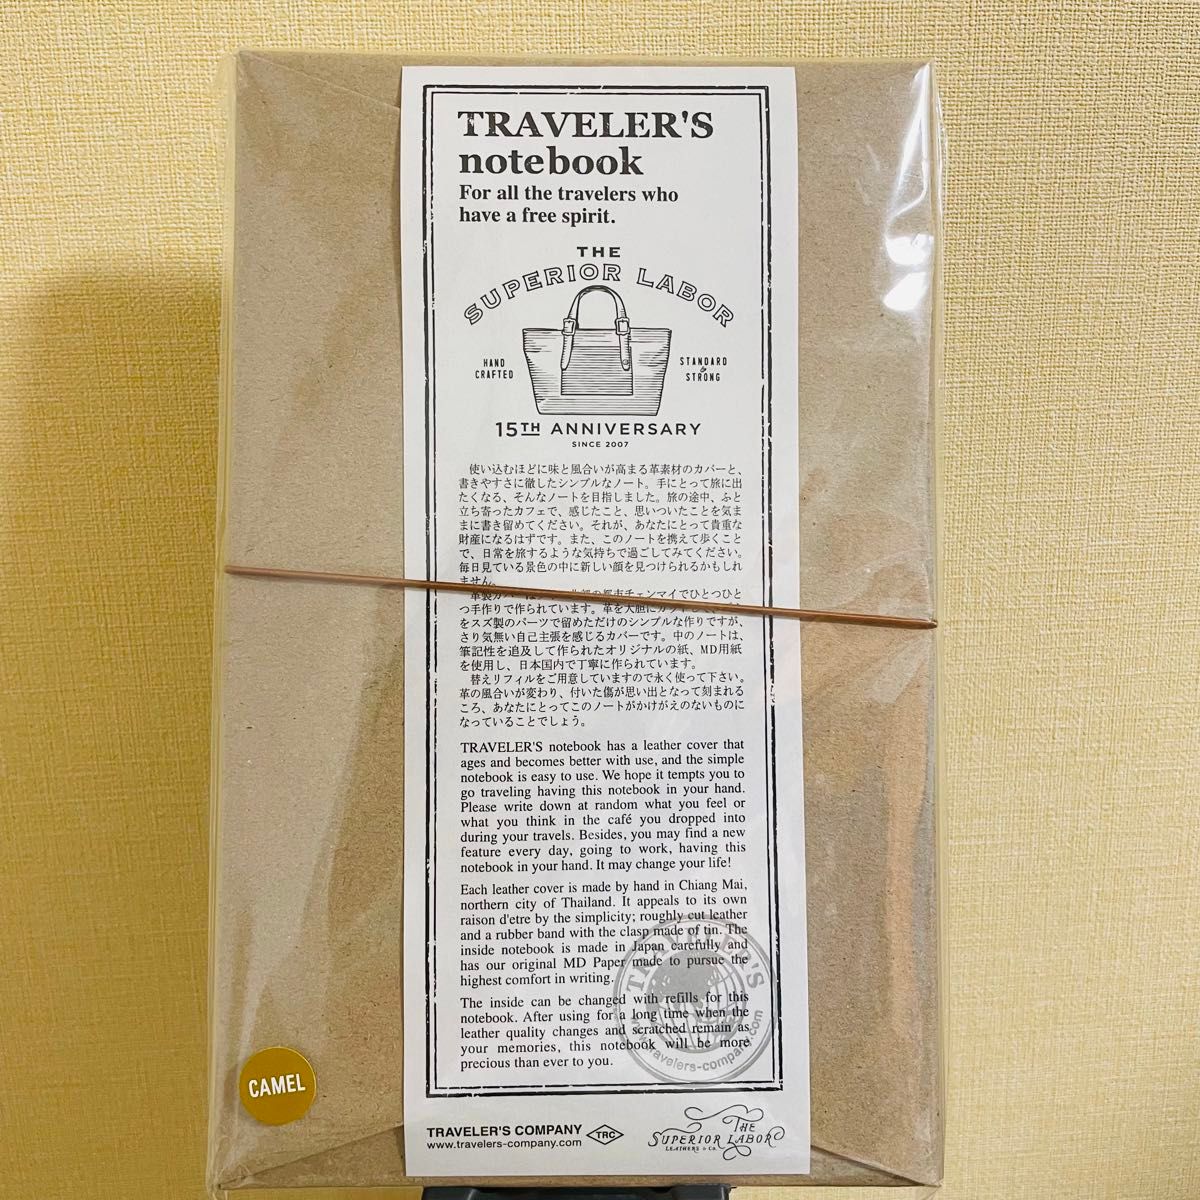 TRAVELER'S
notebook
For all the travelers who
have a free spirit.
THE
SUPERIOR LABOR
HAND
CRAFTED
STANDARD
&
STRONG
15TH ANNIVERSARY
SINCE 2007
使い込むほどに味と風合いが高まる革素材のカバーと、
書きやすさに徹したシンプルなノート。手にとって旅に出
たくなる、そんなノートを目指しました。旅の途中、ふと
立ち寄ったカフェで、感じたこと、思いついたことを気ま
まに書き留めてください。それが、あなたにとって貴重な
財産になるはずです。また、このノートを携えて歩くこと
で、日常を旅するような気持ちで過ごしてみてください。
毎日見ている景色の中に新しい顔を見つけられるかもしれ
ません。
革製カバーは 北部の都市チェンマイでひとつひと
つ手作りで作られています。革を大胆にカット
をスズ製のパーツで留めただけのシンプルな作りですが、
さり気無い自己主張を感じるカバーです。中のノートは、
筆記性を追及して作られたオリジナルの紙、MD用紙
を使用し、日本国内で丁寧に作られています。
替えリフィルをご用意していますので永く使って下さい。
革の風合いが変わり、付いた傷が思い出となって刻まれる
ころ、あなたにとってこのノートがかけがえのないものに
なっていることでしょう。
TRAVELER'S notebook has a leather cover that
ages and becomes better with use, and the simple
notebook is easy to use. We hope it tempts you to
go traveling having this notebook in your hand.
Please write down at random what you feel or
what you think in the café you dropped into
during your travels. Besides, you may find a new
feature every day, going to work, having this
notebook in your hand. It may change your life!
Each leather cover is made by hand in Chiang Mai,
northern city of Thailand. It appeals to its own
raison d'etre by the simplicity; roughly cut leather
and a rubber band with the clasp made of tin. The
inside notebook is made in Japan carefully and
has our original MD Paper made to pursue the
highest comfort in writing.
The inside can be changed with refills for this
notebook. After using for a long time when the
leather quality changes and scratched remain as
your memories, this notebook will be more
precious than ever to you.
TRAVELER'S
www.travelers-company.com
CAMEL
TRAVELER'S COMPANY
www.travelers-company.com
TRC
THE
SUPERIOR LABOR
LEATHERS & CO.